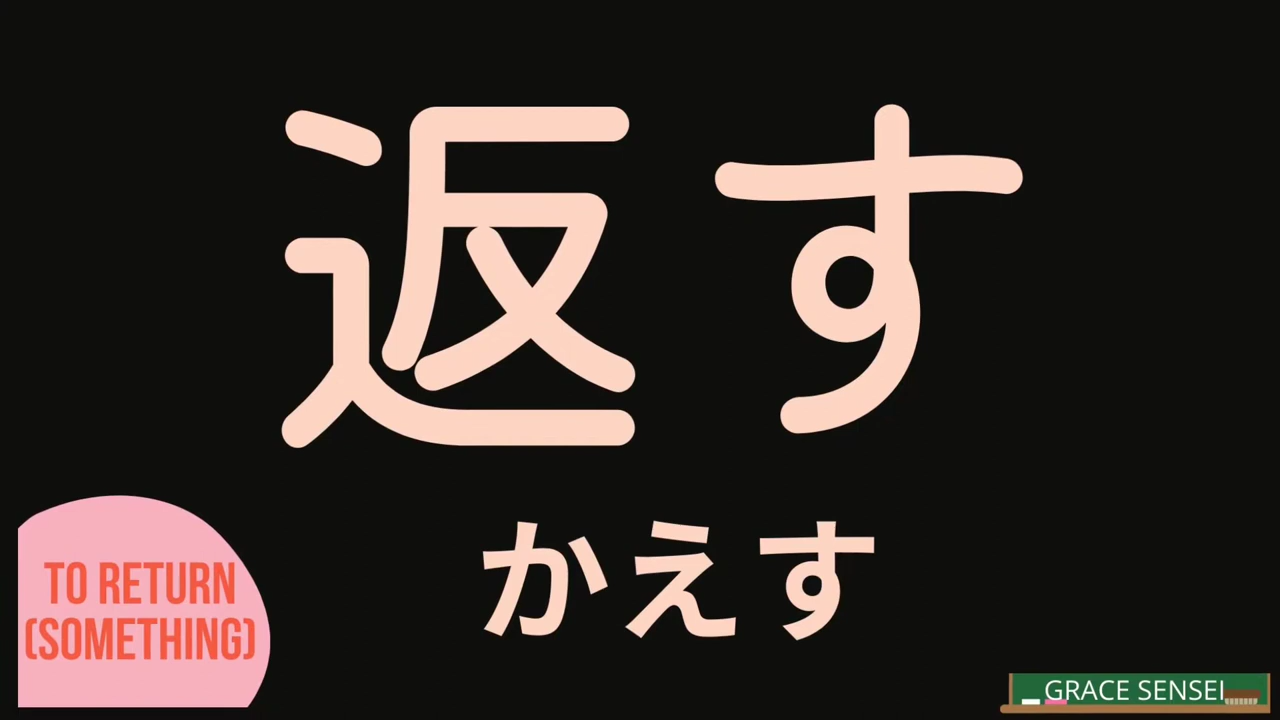 返す
かえす
TO RETURN
(SOMETHING)
GRACE SENSEI